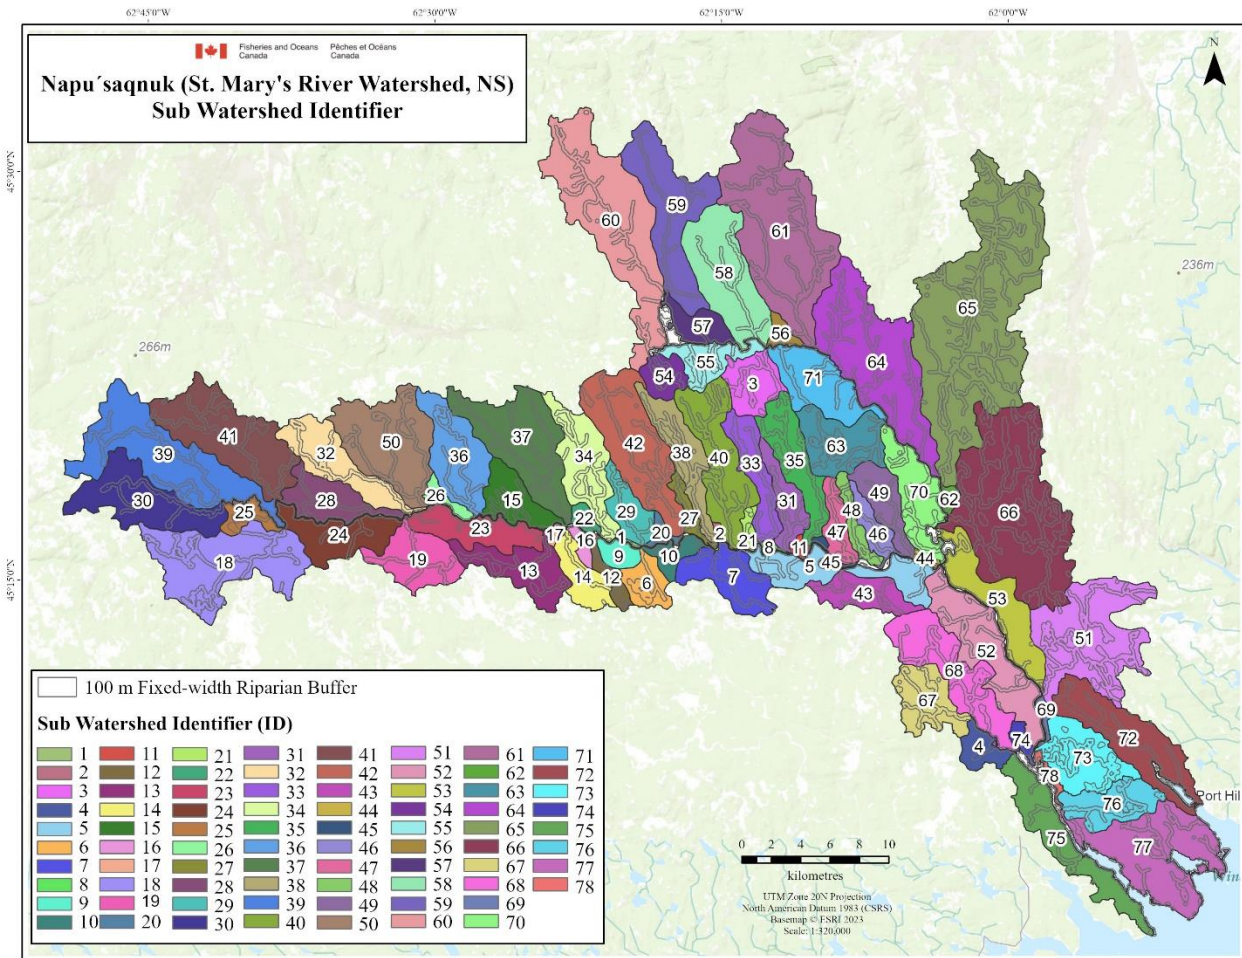 62°45'0"W 62°30'0"W 62°15'0"W 62°0'0"W
Fisheries and Oceans Pêches et Océans
Canada Canada
Napu´saqnuk (St. Mary's River Watershed, NS)
Sub Watershed Identifier
N
45°30'0"N
45°15'0"N
266m
236m
60
59
61
58
65
57
56
54
55
3
71
64
41
39
30
25
18
32
28
24
50
36
26
19
23
37
15
13
34
22
17
16
14
42
29
1
9
12
20
10
6
38
27
40
2
21
7
33
31
8
35
11
5
63
47
48
45
49
46
43
70
62
44
66
53
51
52
68
67
69
4
74
72
73
78
76
75
77
Port Hil
100 m Fixed-width Riparian Buffer
Sub Watershed Identifier (ID)
1 11 21 31 41 51 61 71
2 12 22 32 42 52 62 72
3 13 23 33 43 53 63 73
4 14 24 34 44 54 64 74
5 15 25 35 45 55 65 75
6 16 26 36 46 56 66 76
7 17 27 37 47 57 67 77
8 18 28 38 48 58 68 78
9 19 29 39 49 59 69
10 20 30 40 50 60 70
0 2 4 6 8 10
kilometres
UTM Zone 20N Projection
North American Datum 1983 (CSRS)
Basemap © ESRI 2023
Scale: 1:320,000